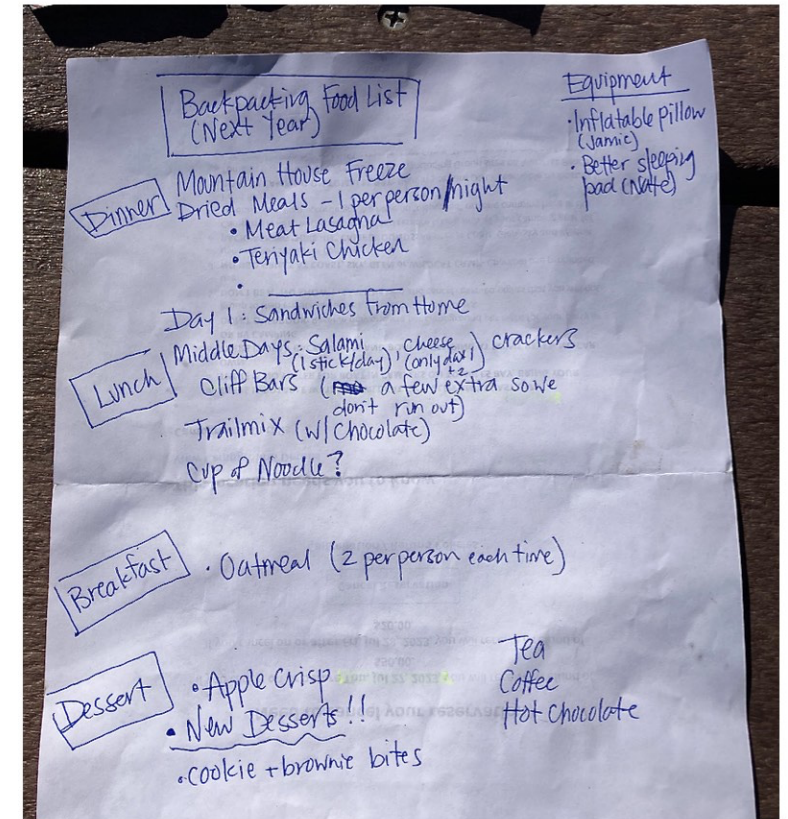 Backpacking Food List
(Next Year)
Equipment
• Inflatable pillow
(Jamie)
• Better sleeping
pad (Nate)
Dinner
Mountain House Freeze
Dried Meals - 1 per person/night
• Meat Lasagna
• Teriyaki Chicken
•
Lunch
Day 1: Sandwiches from Home
Middle Days: Salami (1 stick/day), cheese (only day 1+2) crackers
Cliff Bars ( a few extra so we
don't run out)
Trailmix (w/ Chocolate)
Cup of Noodle?
Breakfast
• Oatmeal (2 per person each time)
Dessert
• Apple Crisp
• New Desserts!!
• cookie + brownie bites
Tea
Coffee
Hot Chocolate